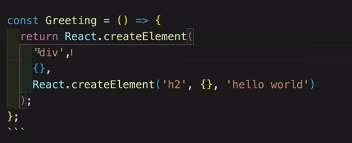 const Greeting = () => {
  return React.createElement(
    'div',
    {},
    React.createElement('h2', {}, 'hello world')
  );
};
```